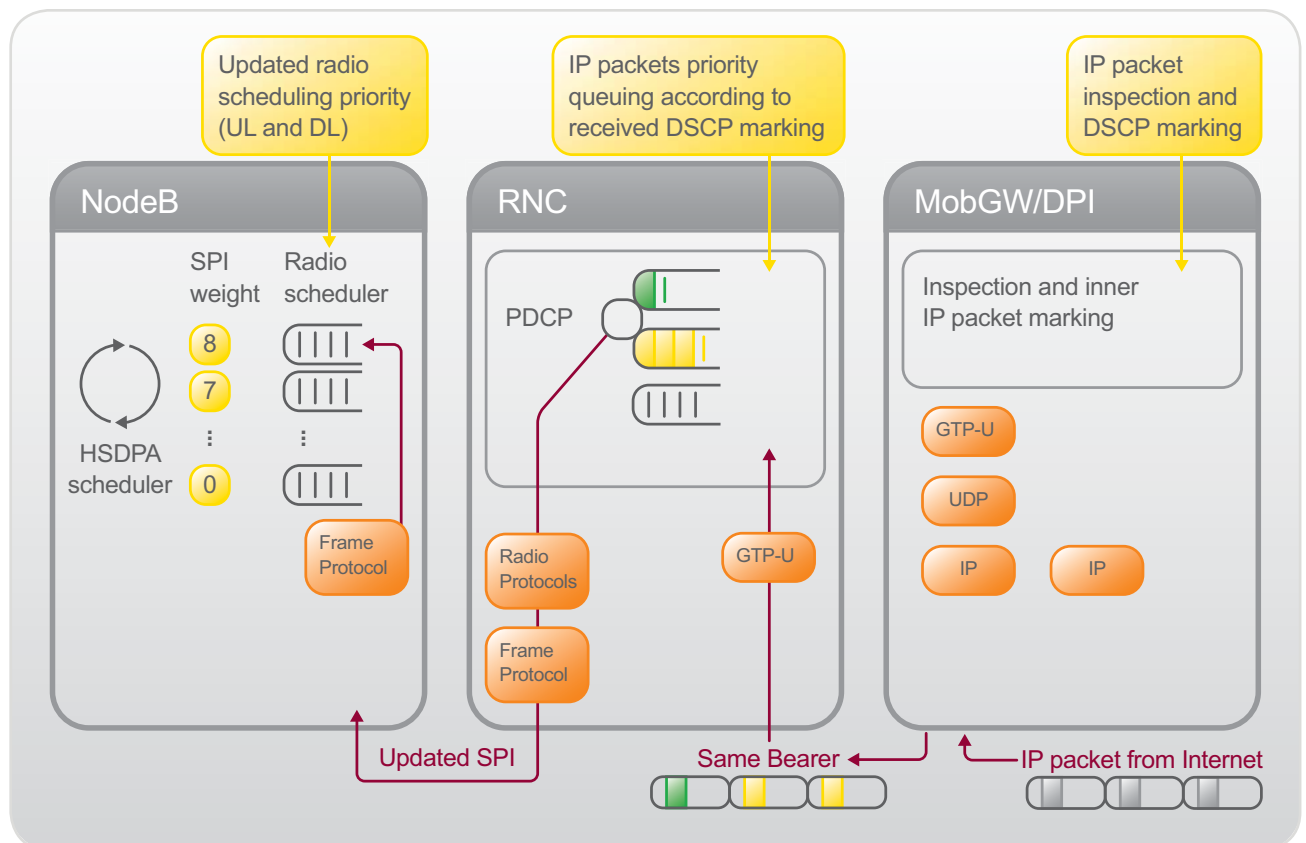 Updated radio
scheduling priority
(UL and DL)
IP packets priority
queuing according to
received DSCP marking
IP packet
inspection and
DSCP marking
NodeB
SPI
weight
Radio
scheduler
8
7
...
...
0
HSDPA
scheduler
Frame
Protocol
RNC
PDCP
Radio
Protocols
GTP-U
Frame
Protocol
MobGW/DPI
Inspection and inner
IP packet marking
GTP-U
UDP
IP
IP
Updated SPI
Same Bearer
IP packet from Internet